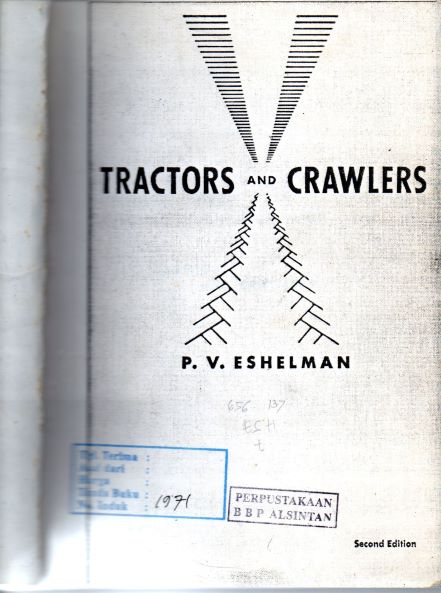 TRACTORS AND CRAWLERS
P. V. ESHELMAN
656 137
Tgl. Terima :
Asal dari :
Harga :
Tanda Buku :
No. Induk : 1971
PERPUSTAKAAN
BBP ALSINTAN
Second Edition